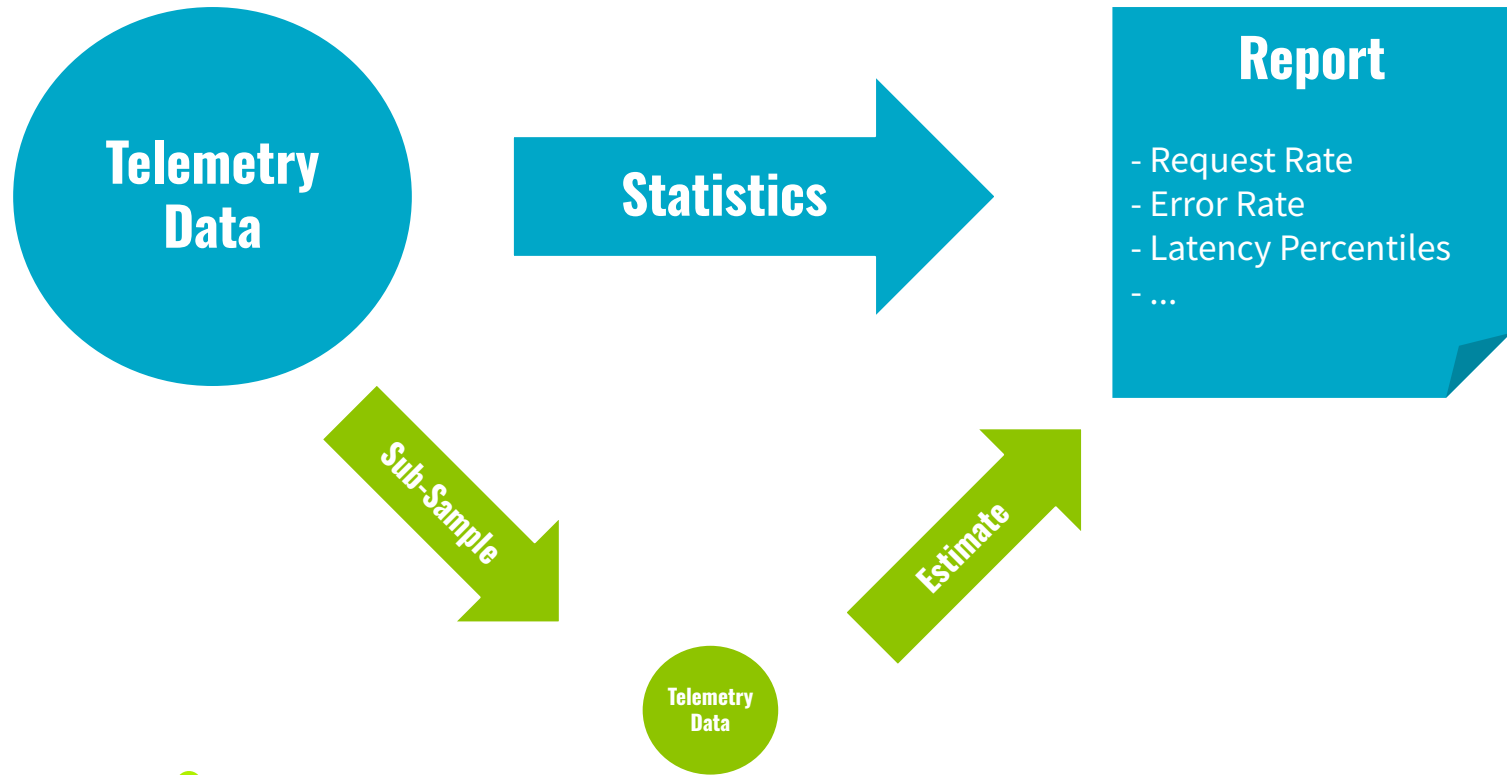 Telemetry
Data
Statistics
Report
- Request Rate
- Error Rate
- Latency Percentiles
- ...
Sub-Sample
Estimate
Telemetry
Data